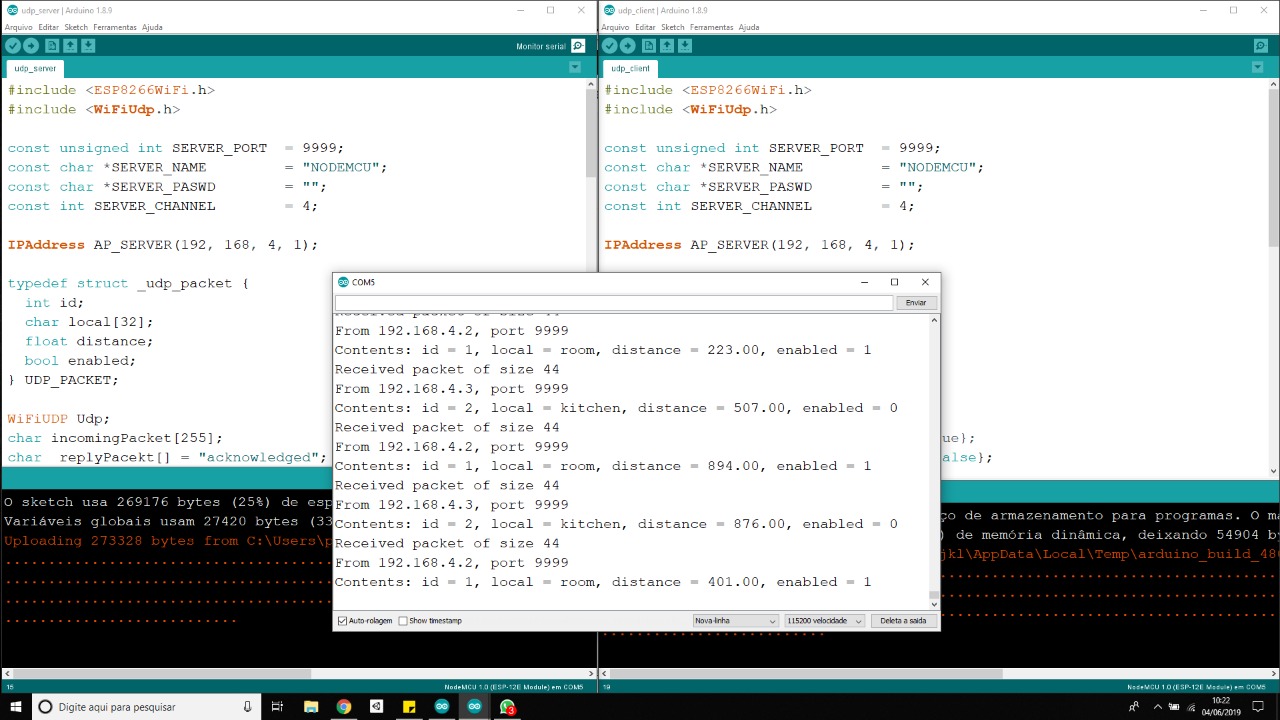 udp_server | Arduino 1.8.9
Arquivo Editar Sketch Ferramentas Ajuda
Monitor serial
udp_server
#include <ESP8266WiFi.h>
#include <WiFiUdp.h>
const unsigned int SERVER_PORT = 9999;
const char *SERVER_NAME = "NODEMCU";
const char *SERVER_PASWD = "";
const int SERVER_CHANNEL = 4;
IPAddress AP_SERVER(192, 168, 4, 1);
typedef struct _udp_packet {
int id;
char local[32];
float distance;
bool enabled;
} UDP_PACKET;
WiFiUDP Udp;
char incomingPacket[255];
char replyPacekt[] = "acknowledged";
O sketch usa 269176 bytes (25%) de esp
Variáveis globais usam 27420 bytes (33
Uploading 273328 bytes from C:\Users\p
15
NodeMCU 1.0 (ESP-12E Module) em COM5
udp_client | Arduino 1.8.9
Arquivo Editar Sketch Ferramentas Ajuda
udp_client
#include <ESP8266WiFi.h>
#include <WiFiUdp.h>
const unsigned int SERVER_PORT = 9999;
const char *SERVER_NAME = "NODEMCU";
const char *SERVER_PASWD = "";
const int SERVER_CHANNEL = 4;
IPAddress AP_SERVER(192, 168, 4, 1);
ue};
alse};
ço de armazenamento para programas. O má
) de memória dinâmica, deixando 54904 by
jkl\AppData\Local\Temp\arduino_build_480
19
NodeMCU 1.0 (ESP-12E Module) em COM5
COM5
Enviar
Received packet of size 44
From 192.168.4.2, port 9999
Contents: id = 1, local = room, distance = 223.00, enabled = 1
Received packet of size 44
From 192.168.4.3, port 9999
Contents: id = 2, local = kitchen, distance = 507.00, enabled = 0
Received packet of size 44
From 192.168.4.2, port 9999
Contents: id = 1, local = room, distance = 894.00, enabled = 1
Received packet of size 44
From 192.168.4.3, port 9999
Contents: id = 2, local = kitchen, distance = 876.00, enabled = 0
Received packet of size 44
From 192.168.4.2, port 9999
Contents: id = 1, local = room, distance = 401.00, enabled = 1
Auto-rolagem Show timestamp Nova-linha 115200 velocidade Deleta a saida
Digite aqui para pesquisar
3
10:22
04/06/2019